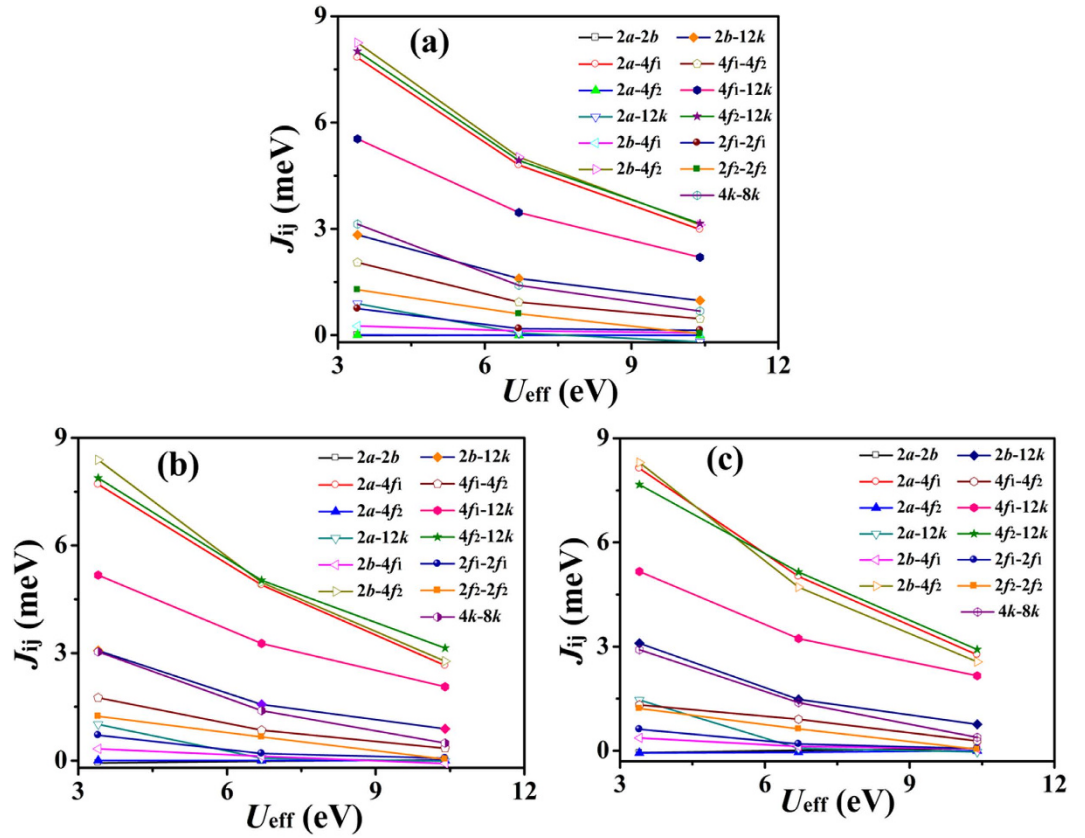 (a)
9
6
3
0
3
6
9
12
Jij (meV)
Ueff (eV)
2a-2b
2a-4f1
2a-4f2
2a-12k
2b-4f1
2b-4f2
2b-12k
4f1-4f2
4f1-12k
4f2-12k
2f1-2f1
2f2-2f2
4k-8k
(b)
9
6
3
0
3
6
9
12
Jij (meV)
Ueff (eV)
2a-2b
2a-4f1
2a-4f2
2a-12k
2b-4f1
2b-4f2
2b-12k
4f1-4f2
4f1-12k
4f2-12k
2f1-2f1
2f2-2f2
4k-8k
(c)
9
6
3
0
3
6
9
12
Jij (meV)
Ueff (eV)
2a-2b
2a-4f1
2a-4f2
2a-12k
2b-4f1
2b-4f2
2b-12k
4f1-4f2
4f1-12k
4f2-12k
2f1-2f1
2f2-2f2
4k-8k